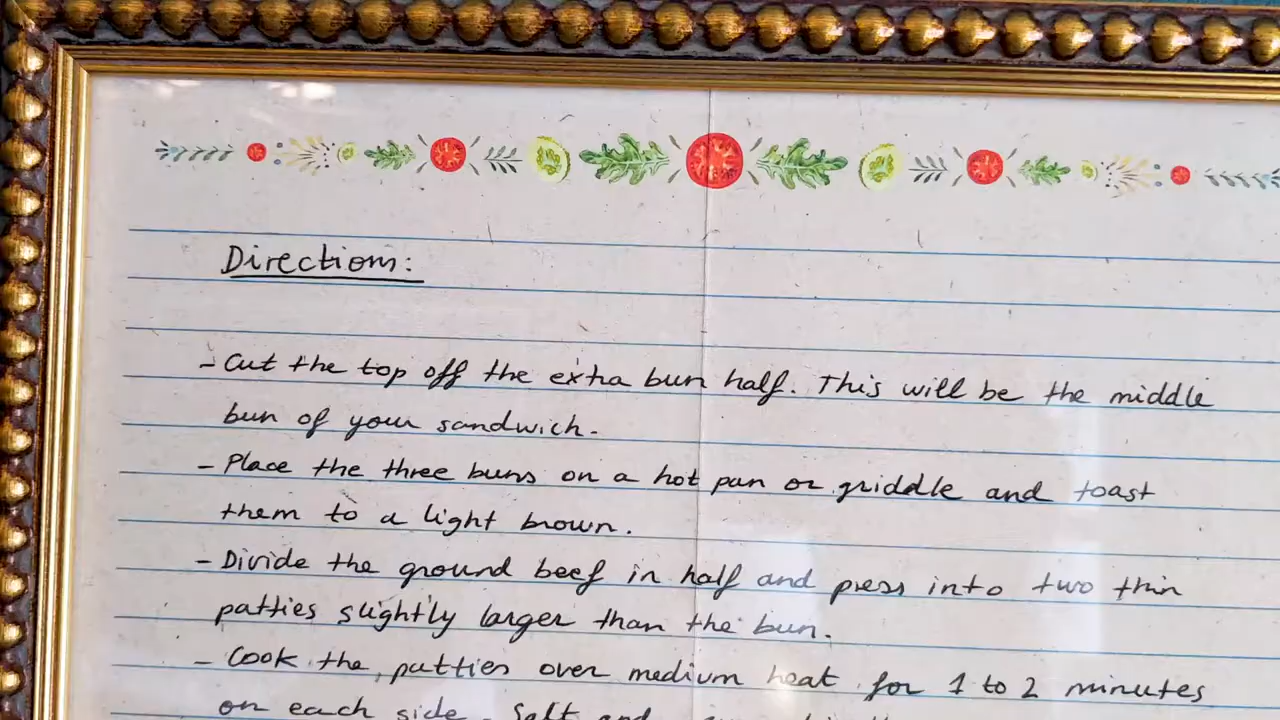 Directions:
- Cut the top off the extra bun half. This will be the middle
bun of your sandwich.
- Place the three buns on a hot pan or griddle and toast
them to a light brown.
- Divide the ground beef in half and press into two thin
patties slightly larger than the bun.
- Cook the patties over medium heat for 1 to 2 minutes
on each side. Salt and